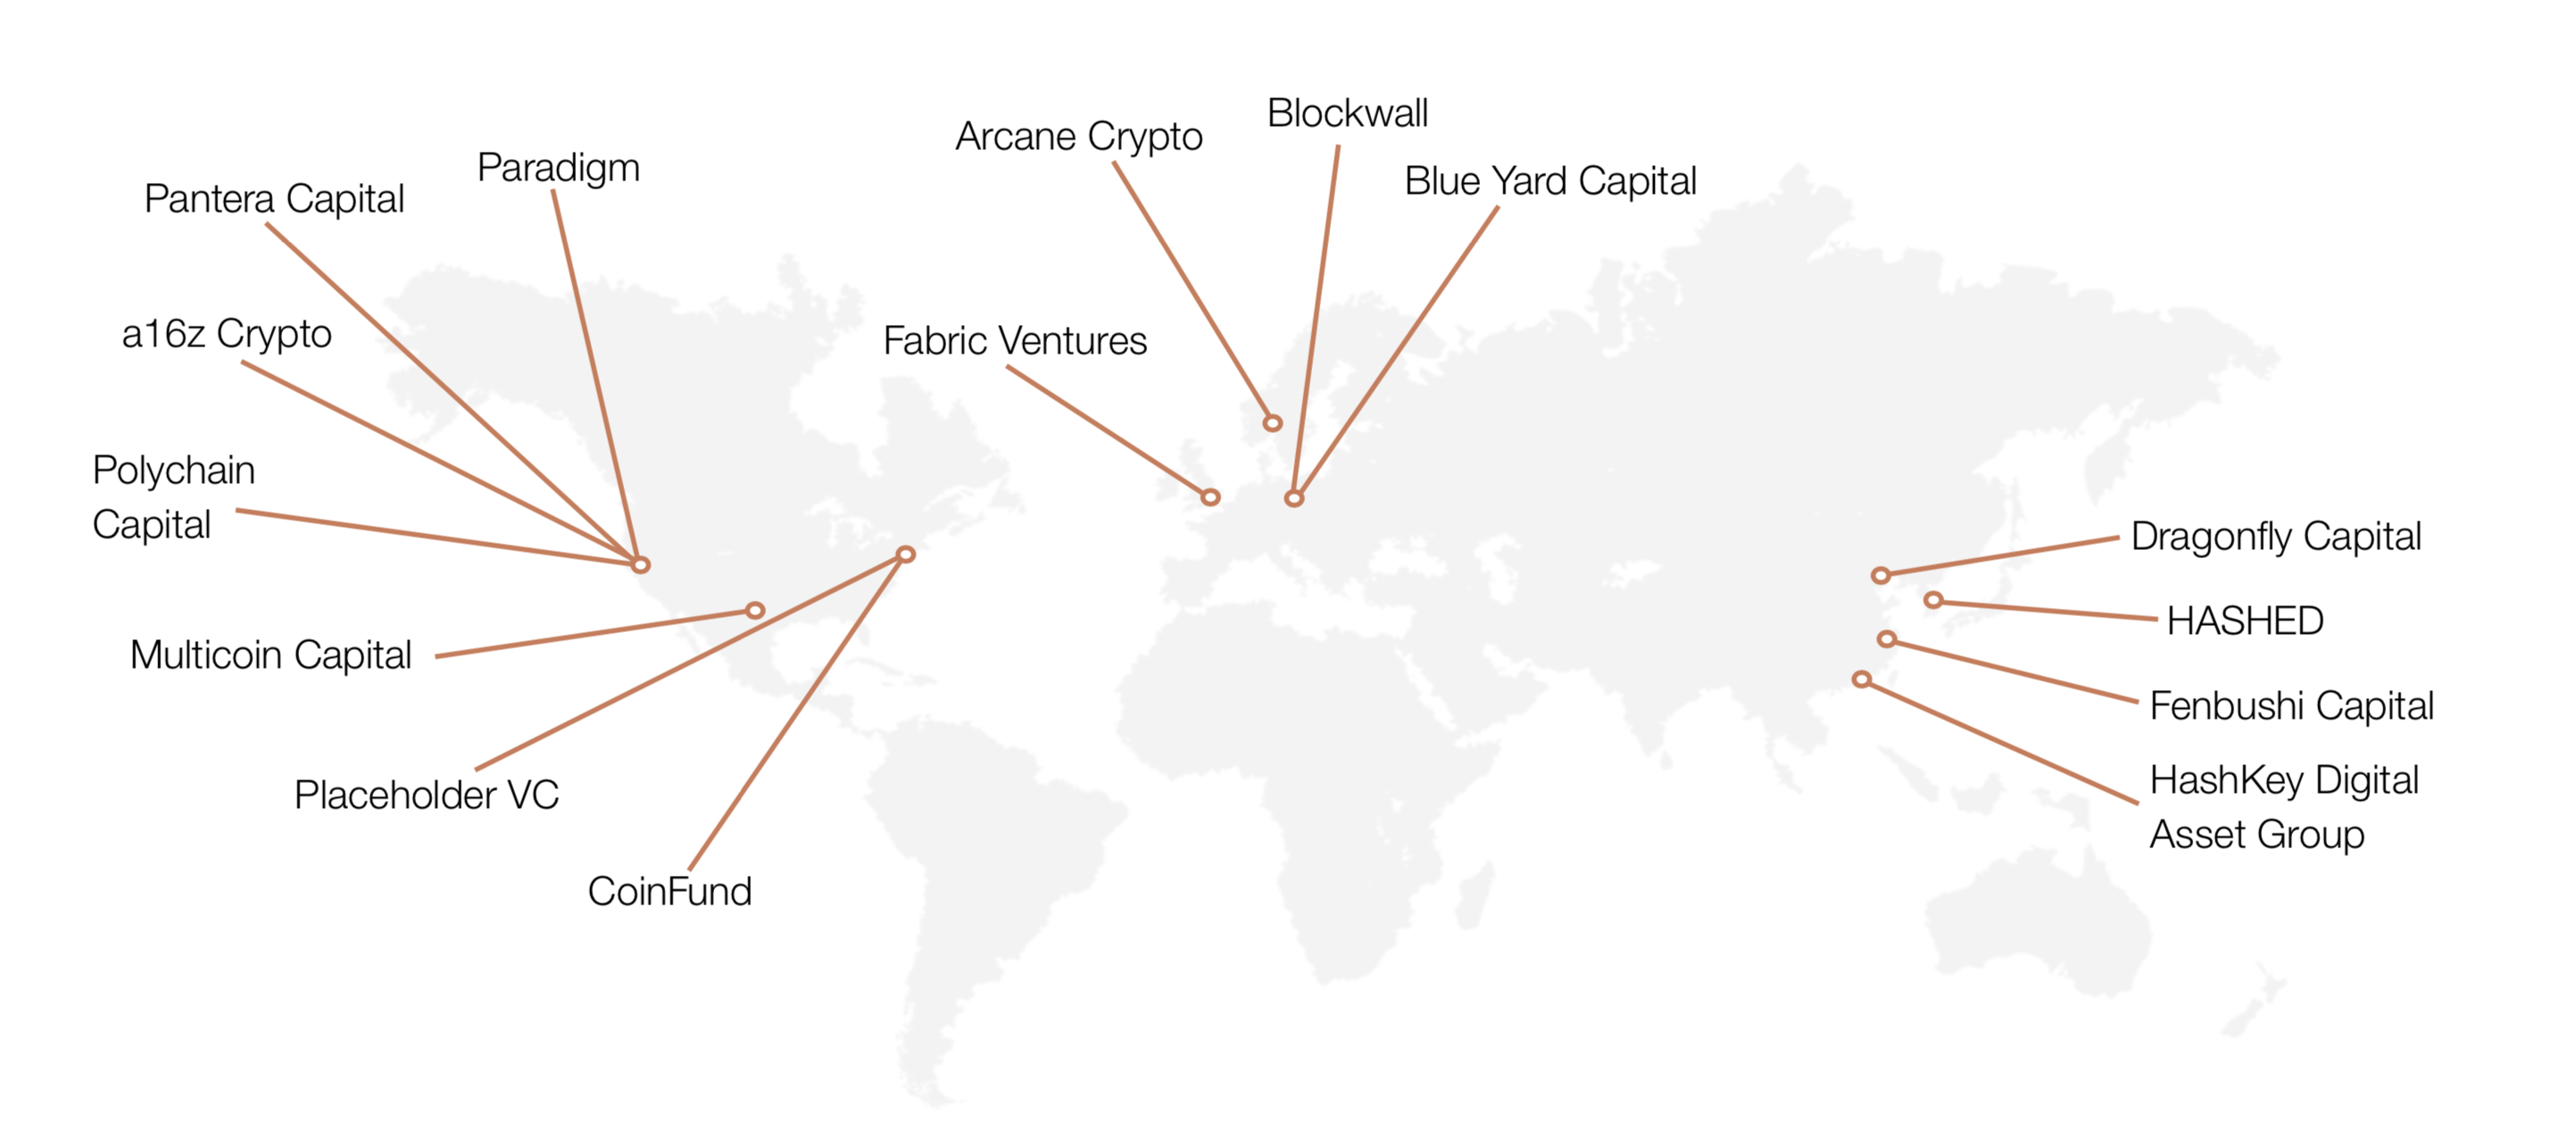 Blockwall
Arcane Crypto
Paradigm
Blue Yard Capital
Pantera Capital
a16z Crypto
Fabric Ventures
Polychain
Capital
Dragonfly Capital
HASHED
Multicoin Capital
Fenbushi Capital
Placeholder VC
HashKey Digital
Asset Group
CoinFund